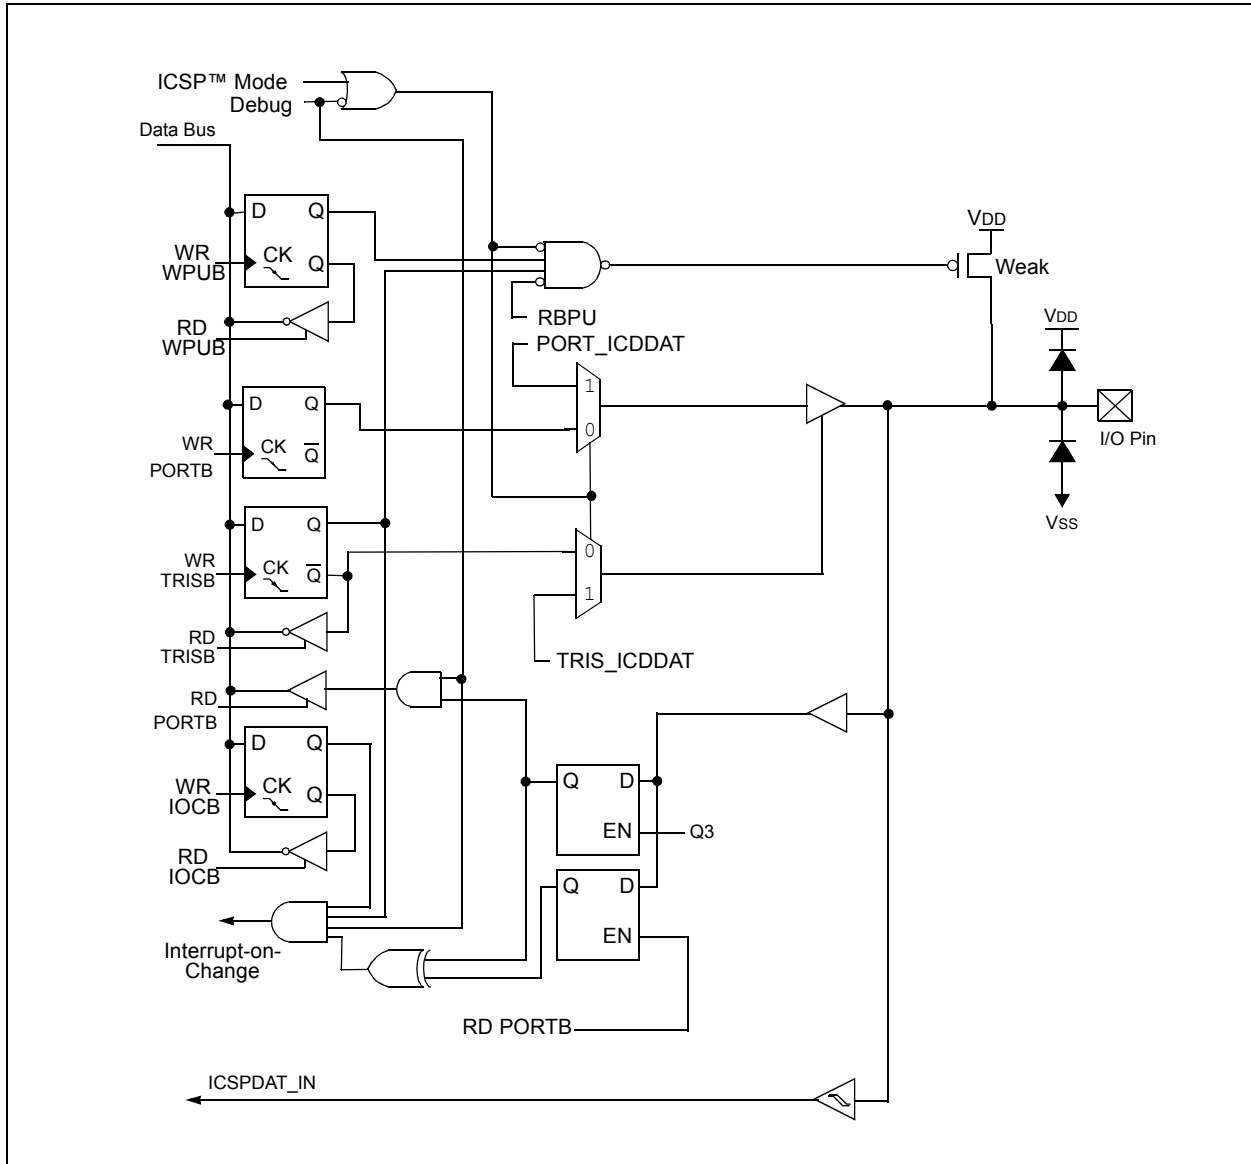 ICSP™ Mode
Debug
Data Bus
D Q
CK
Q
WR
WPUB
RD
WPUB
VDD
Weak
RBPU
PORT_ICDDAT
VDD
1
0
D Q
CK
Q
WR
PORTB
I/O Pin
VSS
D Q
CK
Q
WR
TRISB
0
1
RD
TRISB
TRIS_ICDDAT
RD
PORTB
D Q
CK
Q
WR
IOCB
Q D
EN
Q3
RD
IOCB
Q D
EN
Interrupt-on-
Change
RD PORTB
ICSPDAT_IN